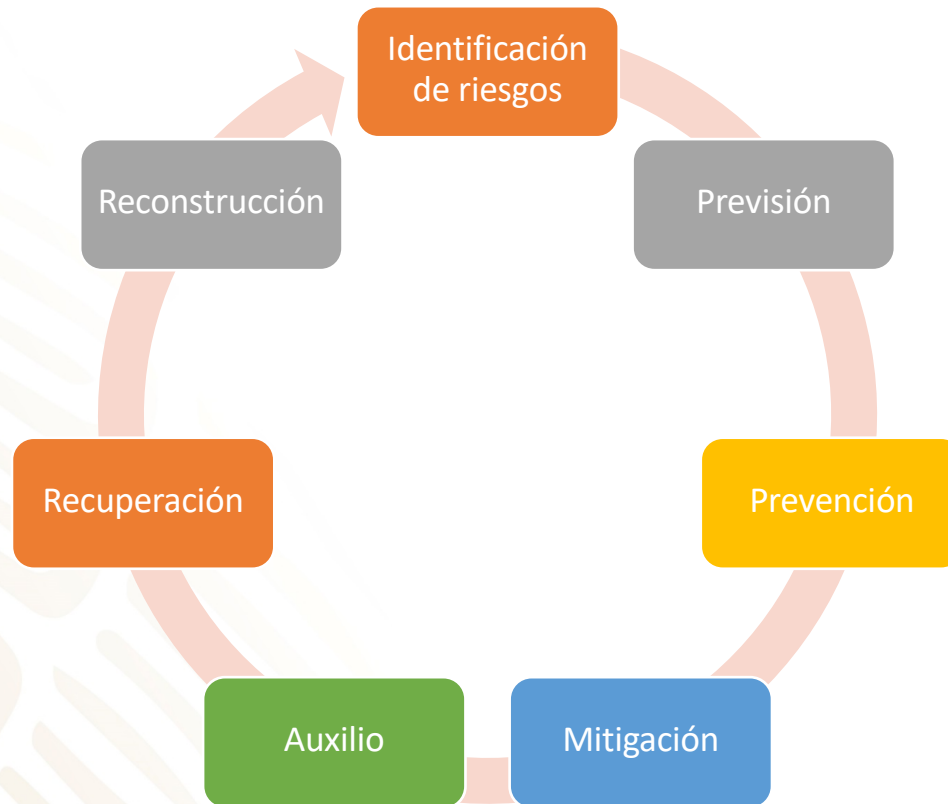 Identificación
de riesgos
Previsión
Prevención
Mitigación
Auxilio
Recuperación
Reconstrucción